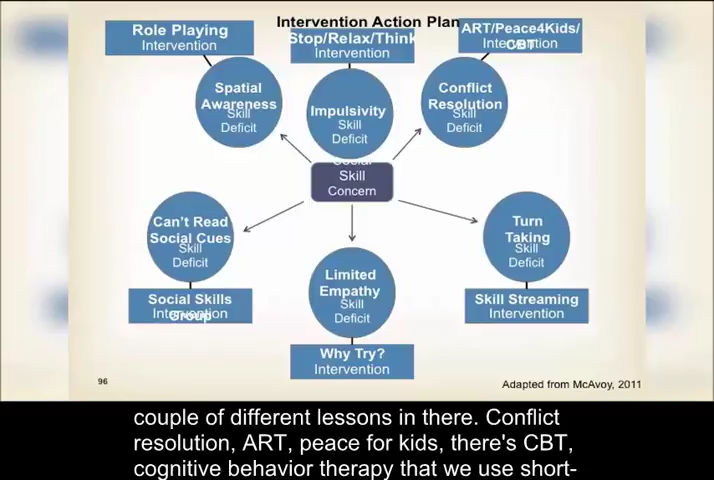 Intervention Action Plan
Role Playing
Intervention
Stop/Relax/Think
Intervention
ART/Peace4Kids/
CBT
Intervention
Spatial
Awareness
Skill
Deficit
Impulsivity
Skill
Deficit
Conflict
Resolution
Skill
Deficit
Social
Skill
Concern
Can't Read
Social Cues
Skill
Deficit
Limited
Empathy
Skill
Deficit
Turn
Taking
Skill
Deficit
Social Skills
Group
Intervention
Skill Streaming
Intervention
Why Try?
Intervention
96
Adapted from McAvoy, 2011
couple of different lessons in there. Conflict
resolution, ART, peace for kids, there's CBT,
cognitive behavior therapy that we use short-